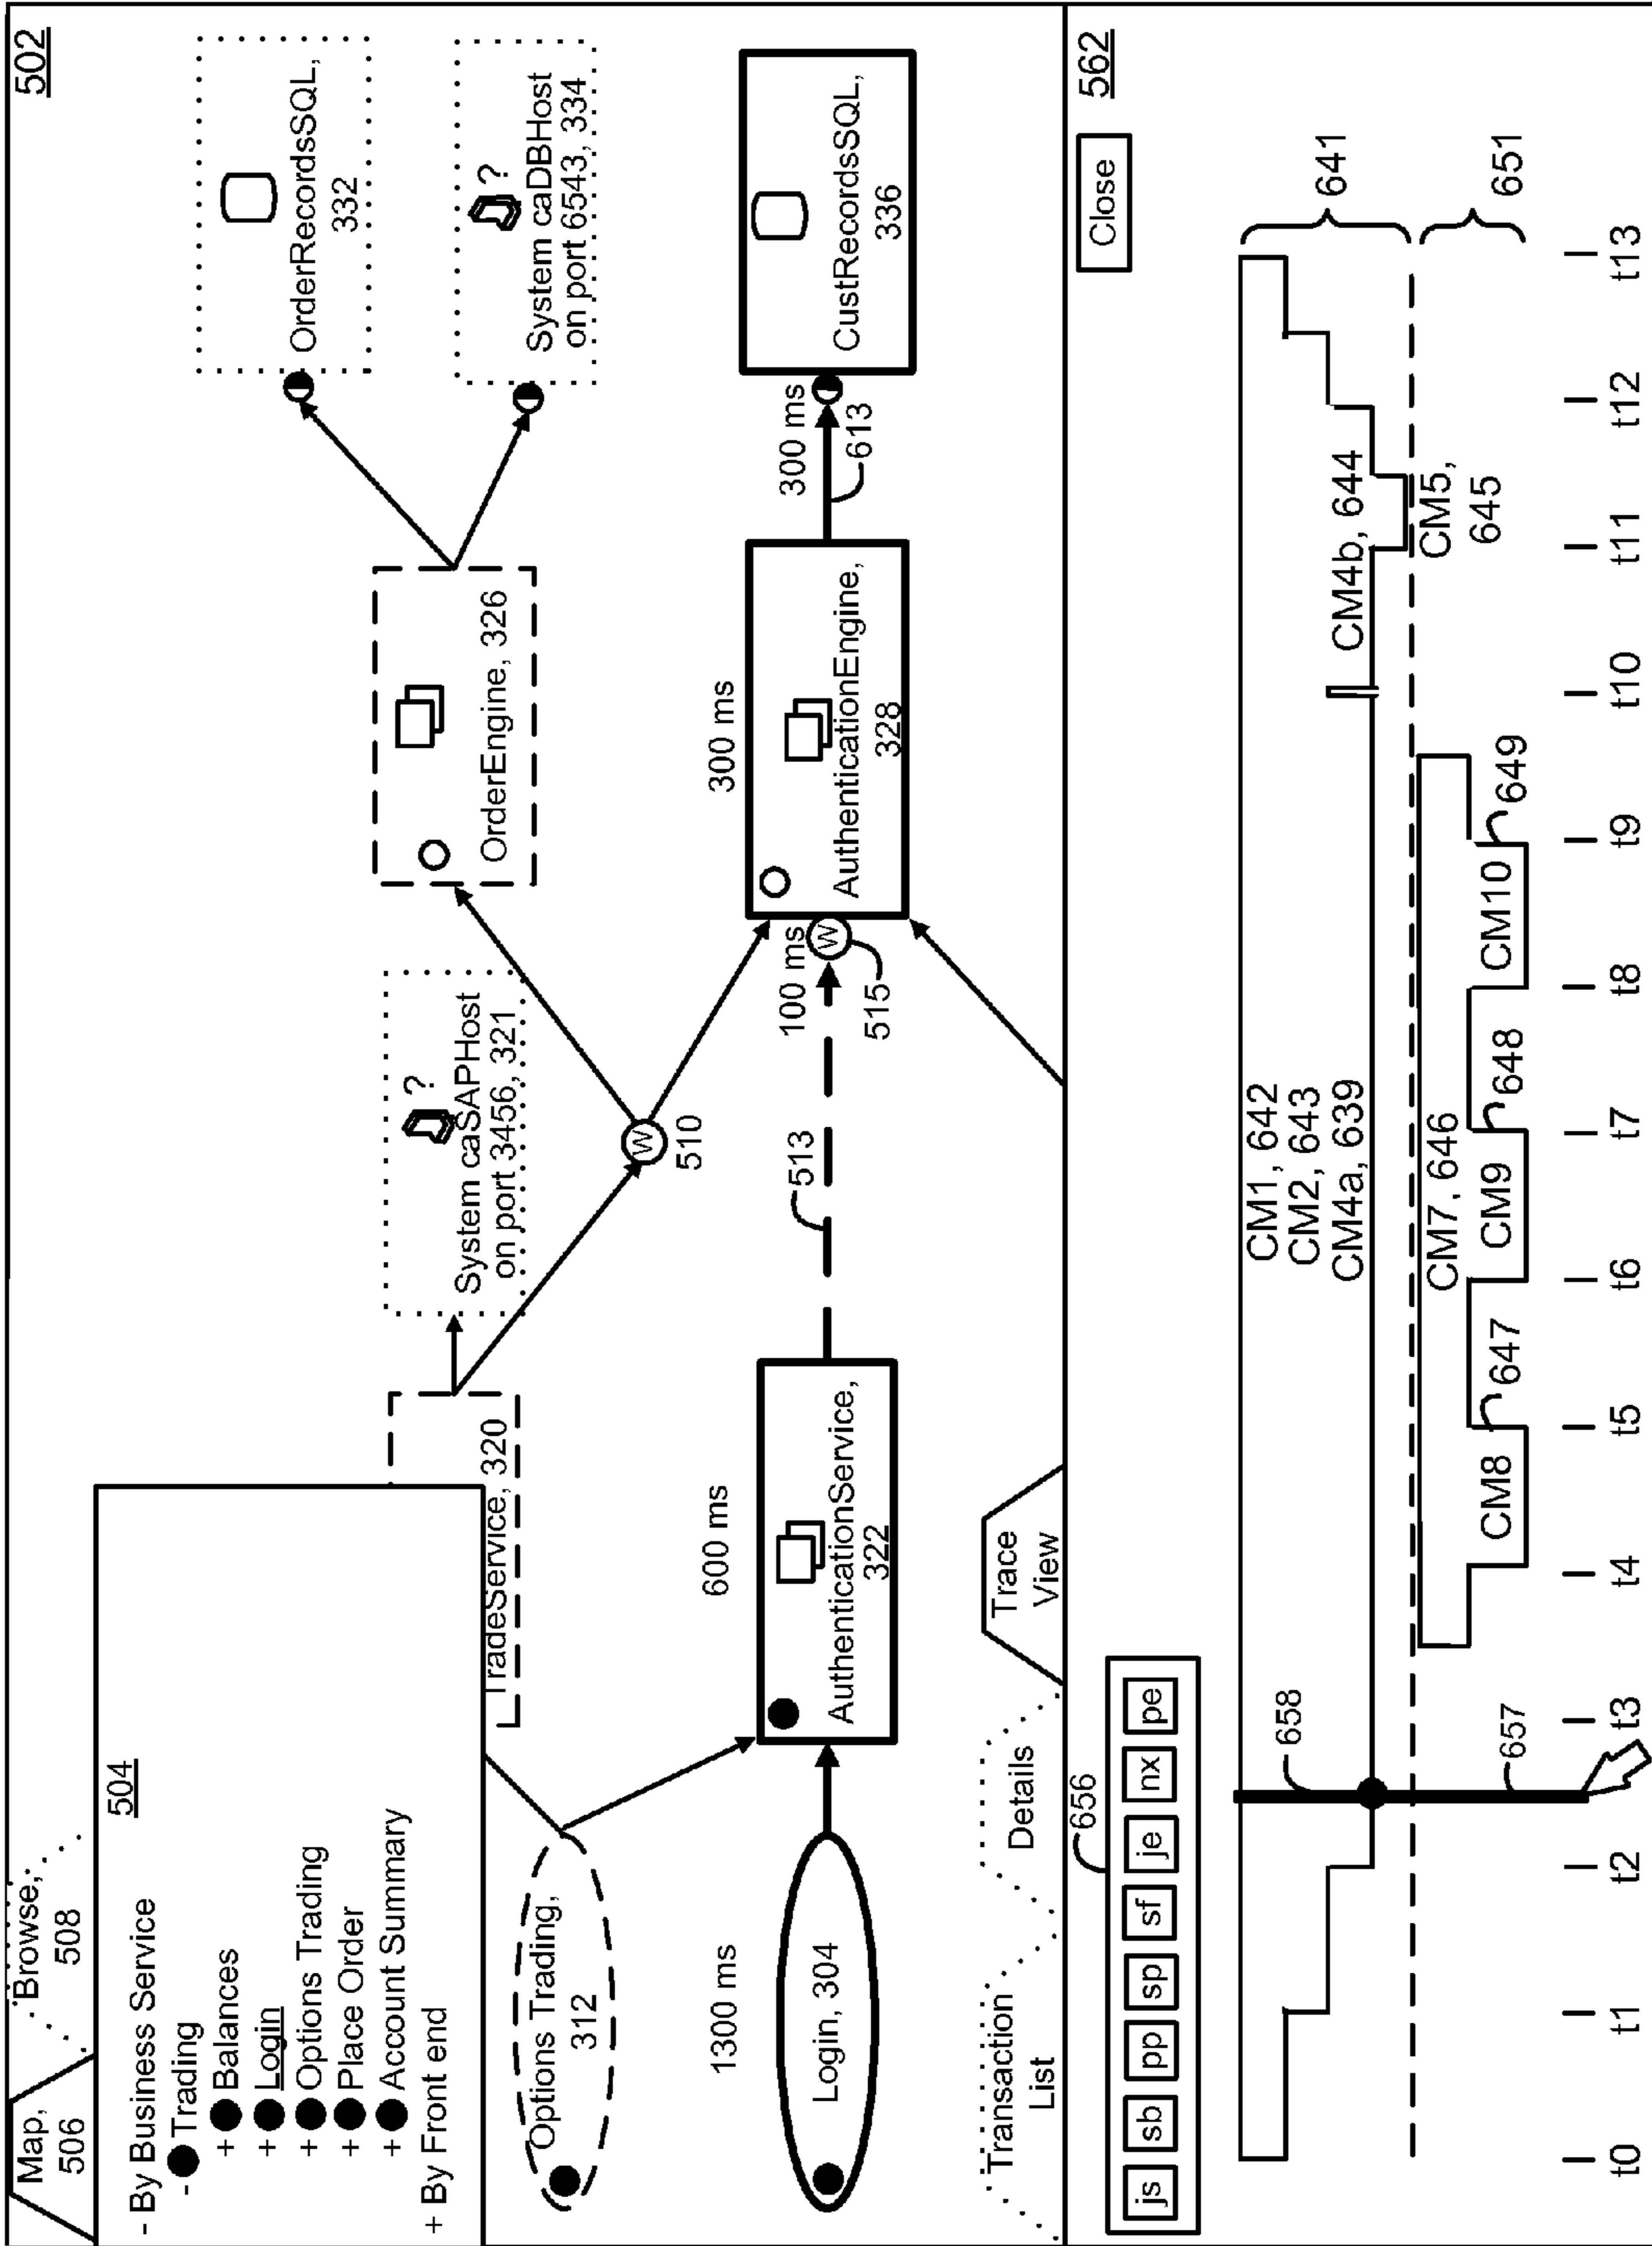 502
Map,
506
Browse,
508
504
- By Business Service
- Trading
+ Balances
+ Login
+ Options Trading
+ Place Order
+ Account Summary
+ By Front end
TradeService, 320
?
System caSAPHost
on port 3456, 321
W
510
OrderEngine, 326
OrderRecordsSQL,
332
?
System caDBHost
on port 6543, 334
Options Trading,
312
1300 ms
Login, 304
600 ms
AuthenticationService,
322
513
100 ms
W
515
300 ms
AuthenticationEngine,
328
300 ms
613
CustRecordsSQL,
336
Transaction
List
Details
Trace
View
562
Close
656
js sb pp sp sf je nx pe
658
657
CM1, 642
CM2, 643
CM4a, 639
CM4b, 644
CM5,
645
641
CM7, 646
CM8
647
CM9
648
CM10
649
651
t0 t1 t2 t3 t4 t5 t6 t7 t8 t9 t10 t11 t12 t13